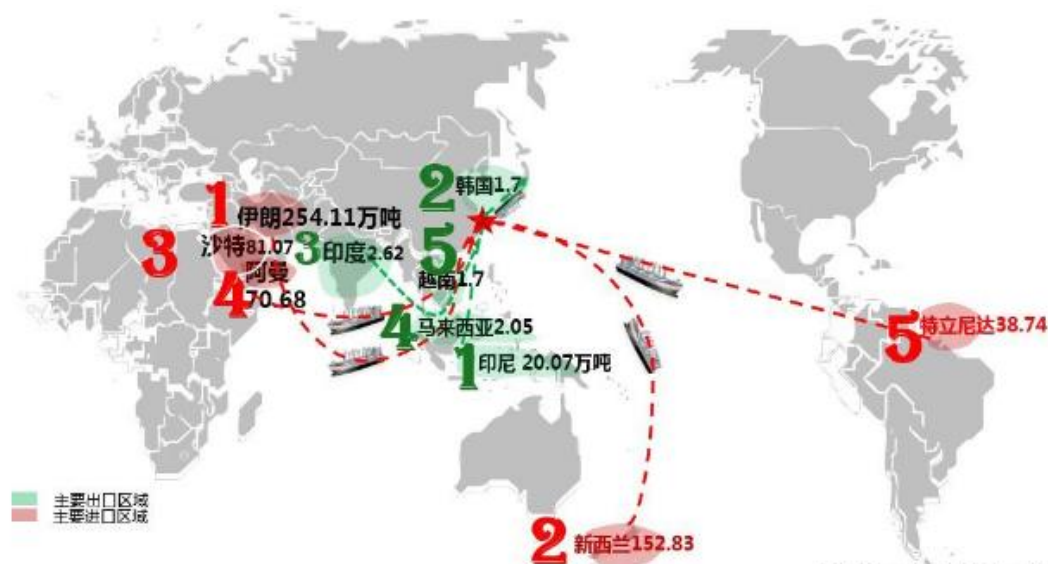 2 韩国1.7
1 伊朗254.11万吨
3 沙特81.07
3 印度2.62
5
越南1.7
4 阿曼
70.68
4 马来西亚2.05
5 特立尼达38.74
1 印尼 20.07万吨
主要出口区域
主要进口区域
2 新西兰152.83